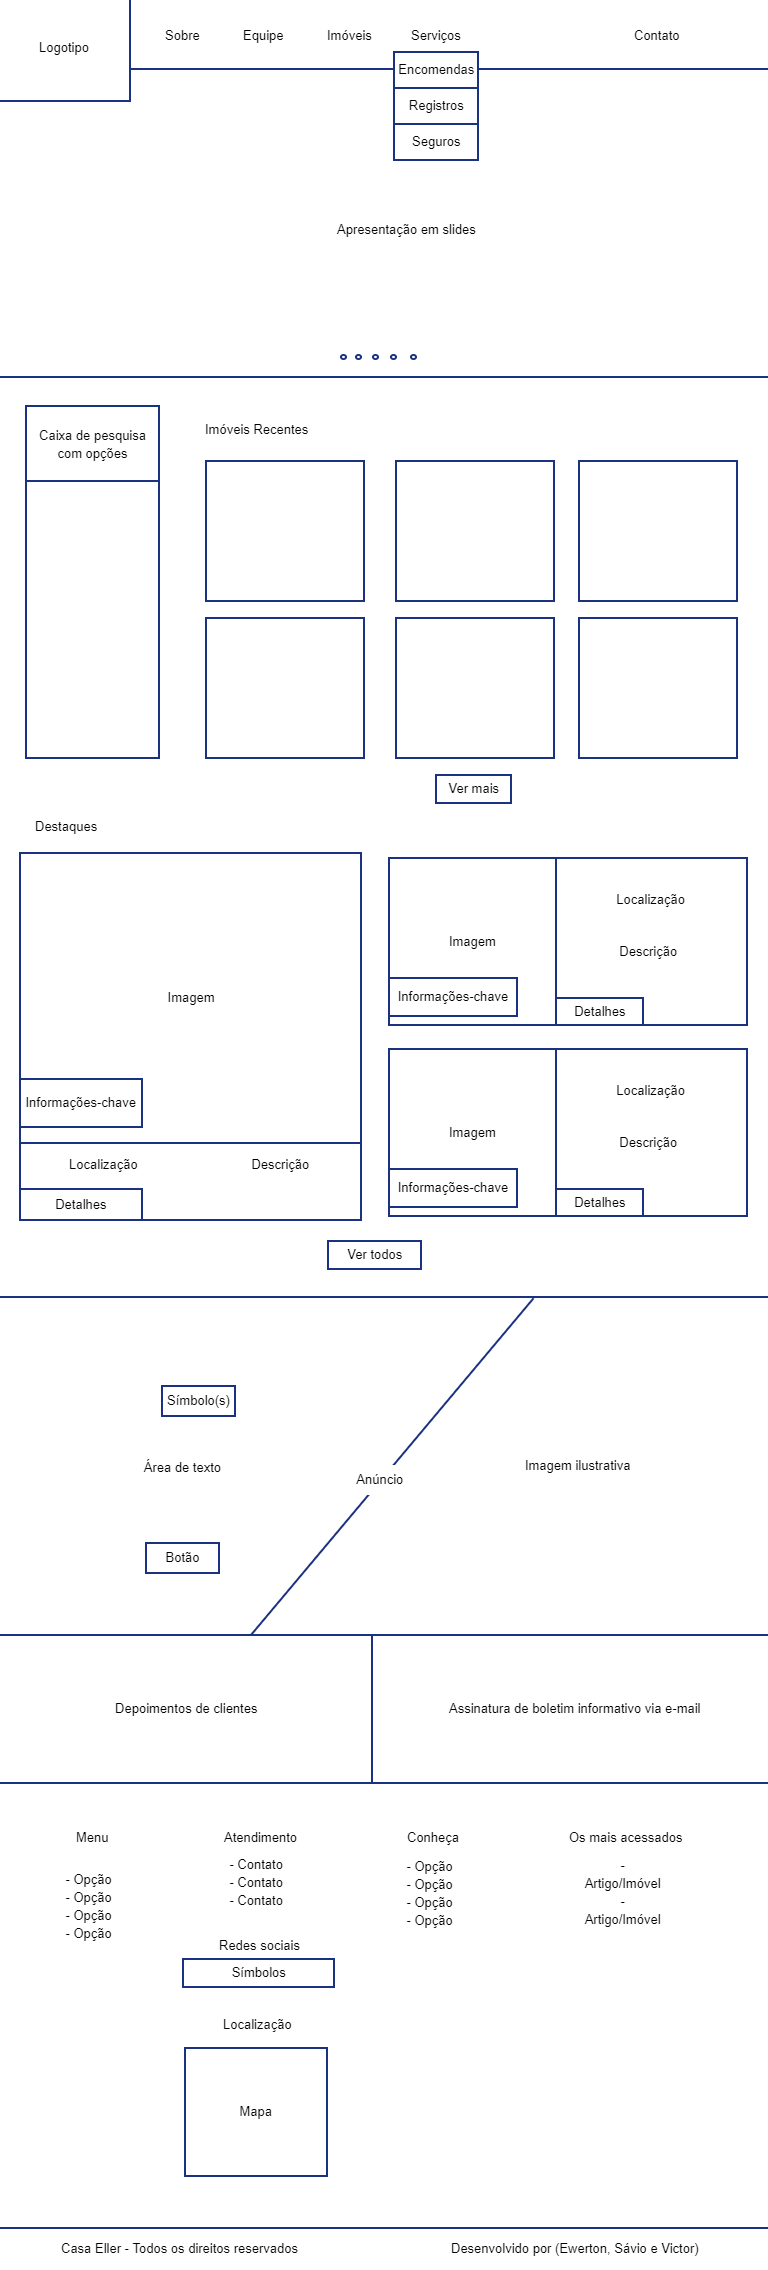 Logotipo
Sobre
Equipe
Imóveis
Serviços
Contato
Encomendas
Registros
Seguros
Apresentação em slides
Caixa de pesquisa
com opções
Imóveis Recentes
Ver mais
Destaques
Imagem
Informações-chave
Localização
Descrição
Detalhes
Imagem
Informações-chave
Localização
Descrição
Detalhes
Imagem
Informações-chave
Localização
Descrição
Detalhes
Ver todos
Símbolo(s)
Área de texto
Botão
Anúncio
Imagem ilustrativa
Depoimentos de clientes
Assinatura de boletim informativo via e-mail
Menu
- Opção
- Opção
- Opção
- Opção
Atendimento
- Contato
- Contato
- Contato
Redes sociais
Símbolos
Localização
Mapa
Conheça
- Opção
- Opção
- Opção
- Opção
Os mais acessados
-
Artigo/Imóvel
-
Artigo/Imóvel
Casa Eller - Todos os direitos reservados
Desenvolvido por (Ewerton, Sávio e Victor)